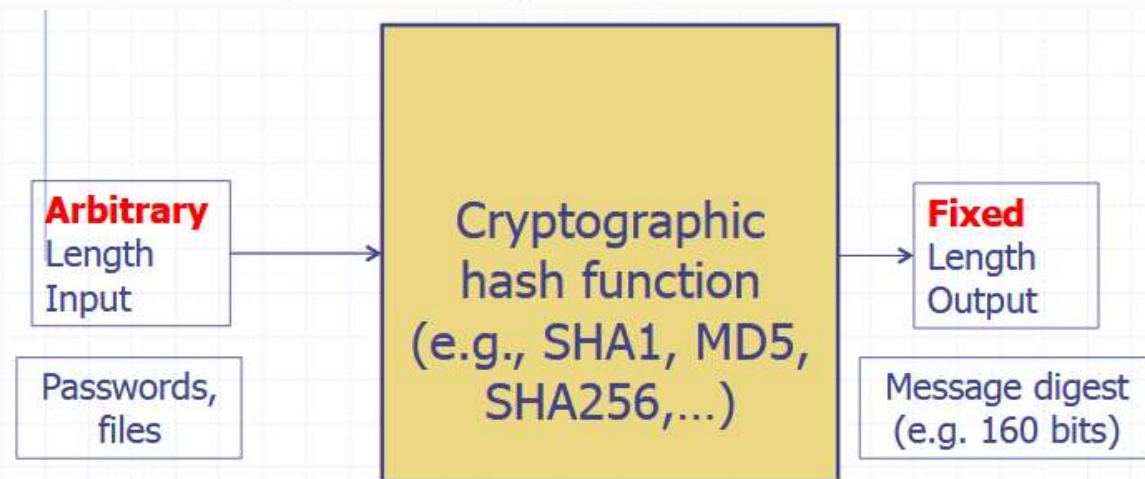 Arbitrary
Length
Input
Passwords,
files
Cryptographic
hash function
(e.g., SHA1, MD5,
SHA256,...)
Fixed
Length
Output
Message digest
(e.g. 160 bits)